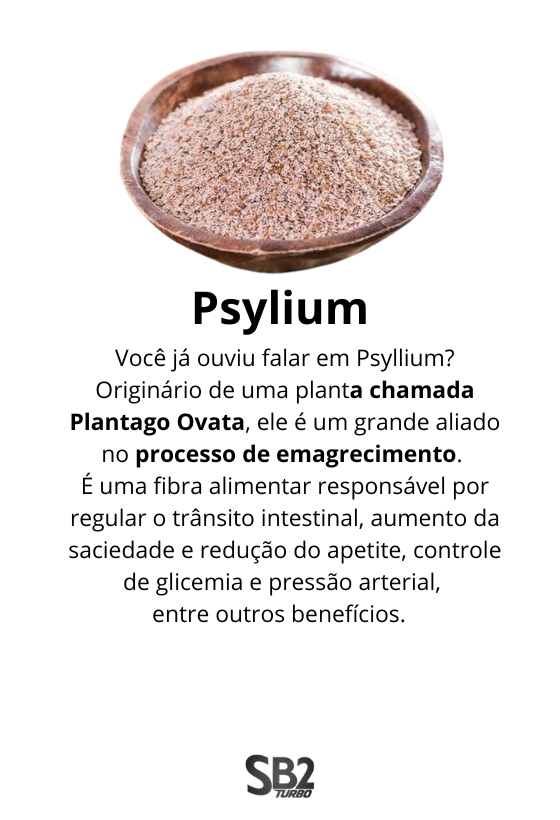 Psylium
Você já ouviu falar em Psyllium?
Originário de uma planta chamada
Plantago Ovata, ele é um grande aliado
no processo de emagrecimento.
É uma fibra alimentar responsável por
regular o trânsito intestinal, aumento da
saciedade e redução do apetite, controle
de glicemia e pressão arterial,
entre outros benefícios.
SB2
TURBO